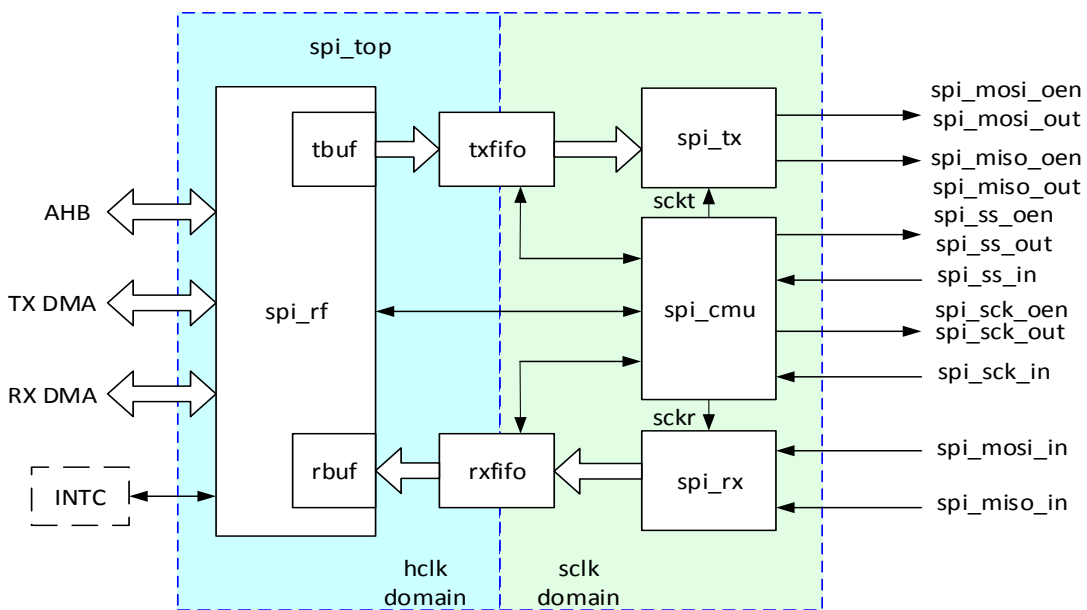 spi_top
AHB
TX DMA
RX DMA
INTC
spi_rf
tbuf
rbuf
txfifo
rxfifo
hclk
domain
sclk
domain
spi_tx
sckt
spi_cmu
sckr
spi_rx
spi_mosi_oen
spi_mosi_out
spi_miso_oen
spi_miso_out
spi_ss_oen
spi_ss_out
spi_ss_in
spi_sck_oen
spi_sck_out
spi_sck_in
spi_mosi_in
spi_miso_in